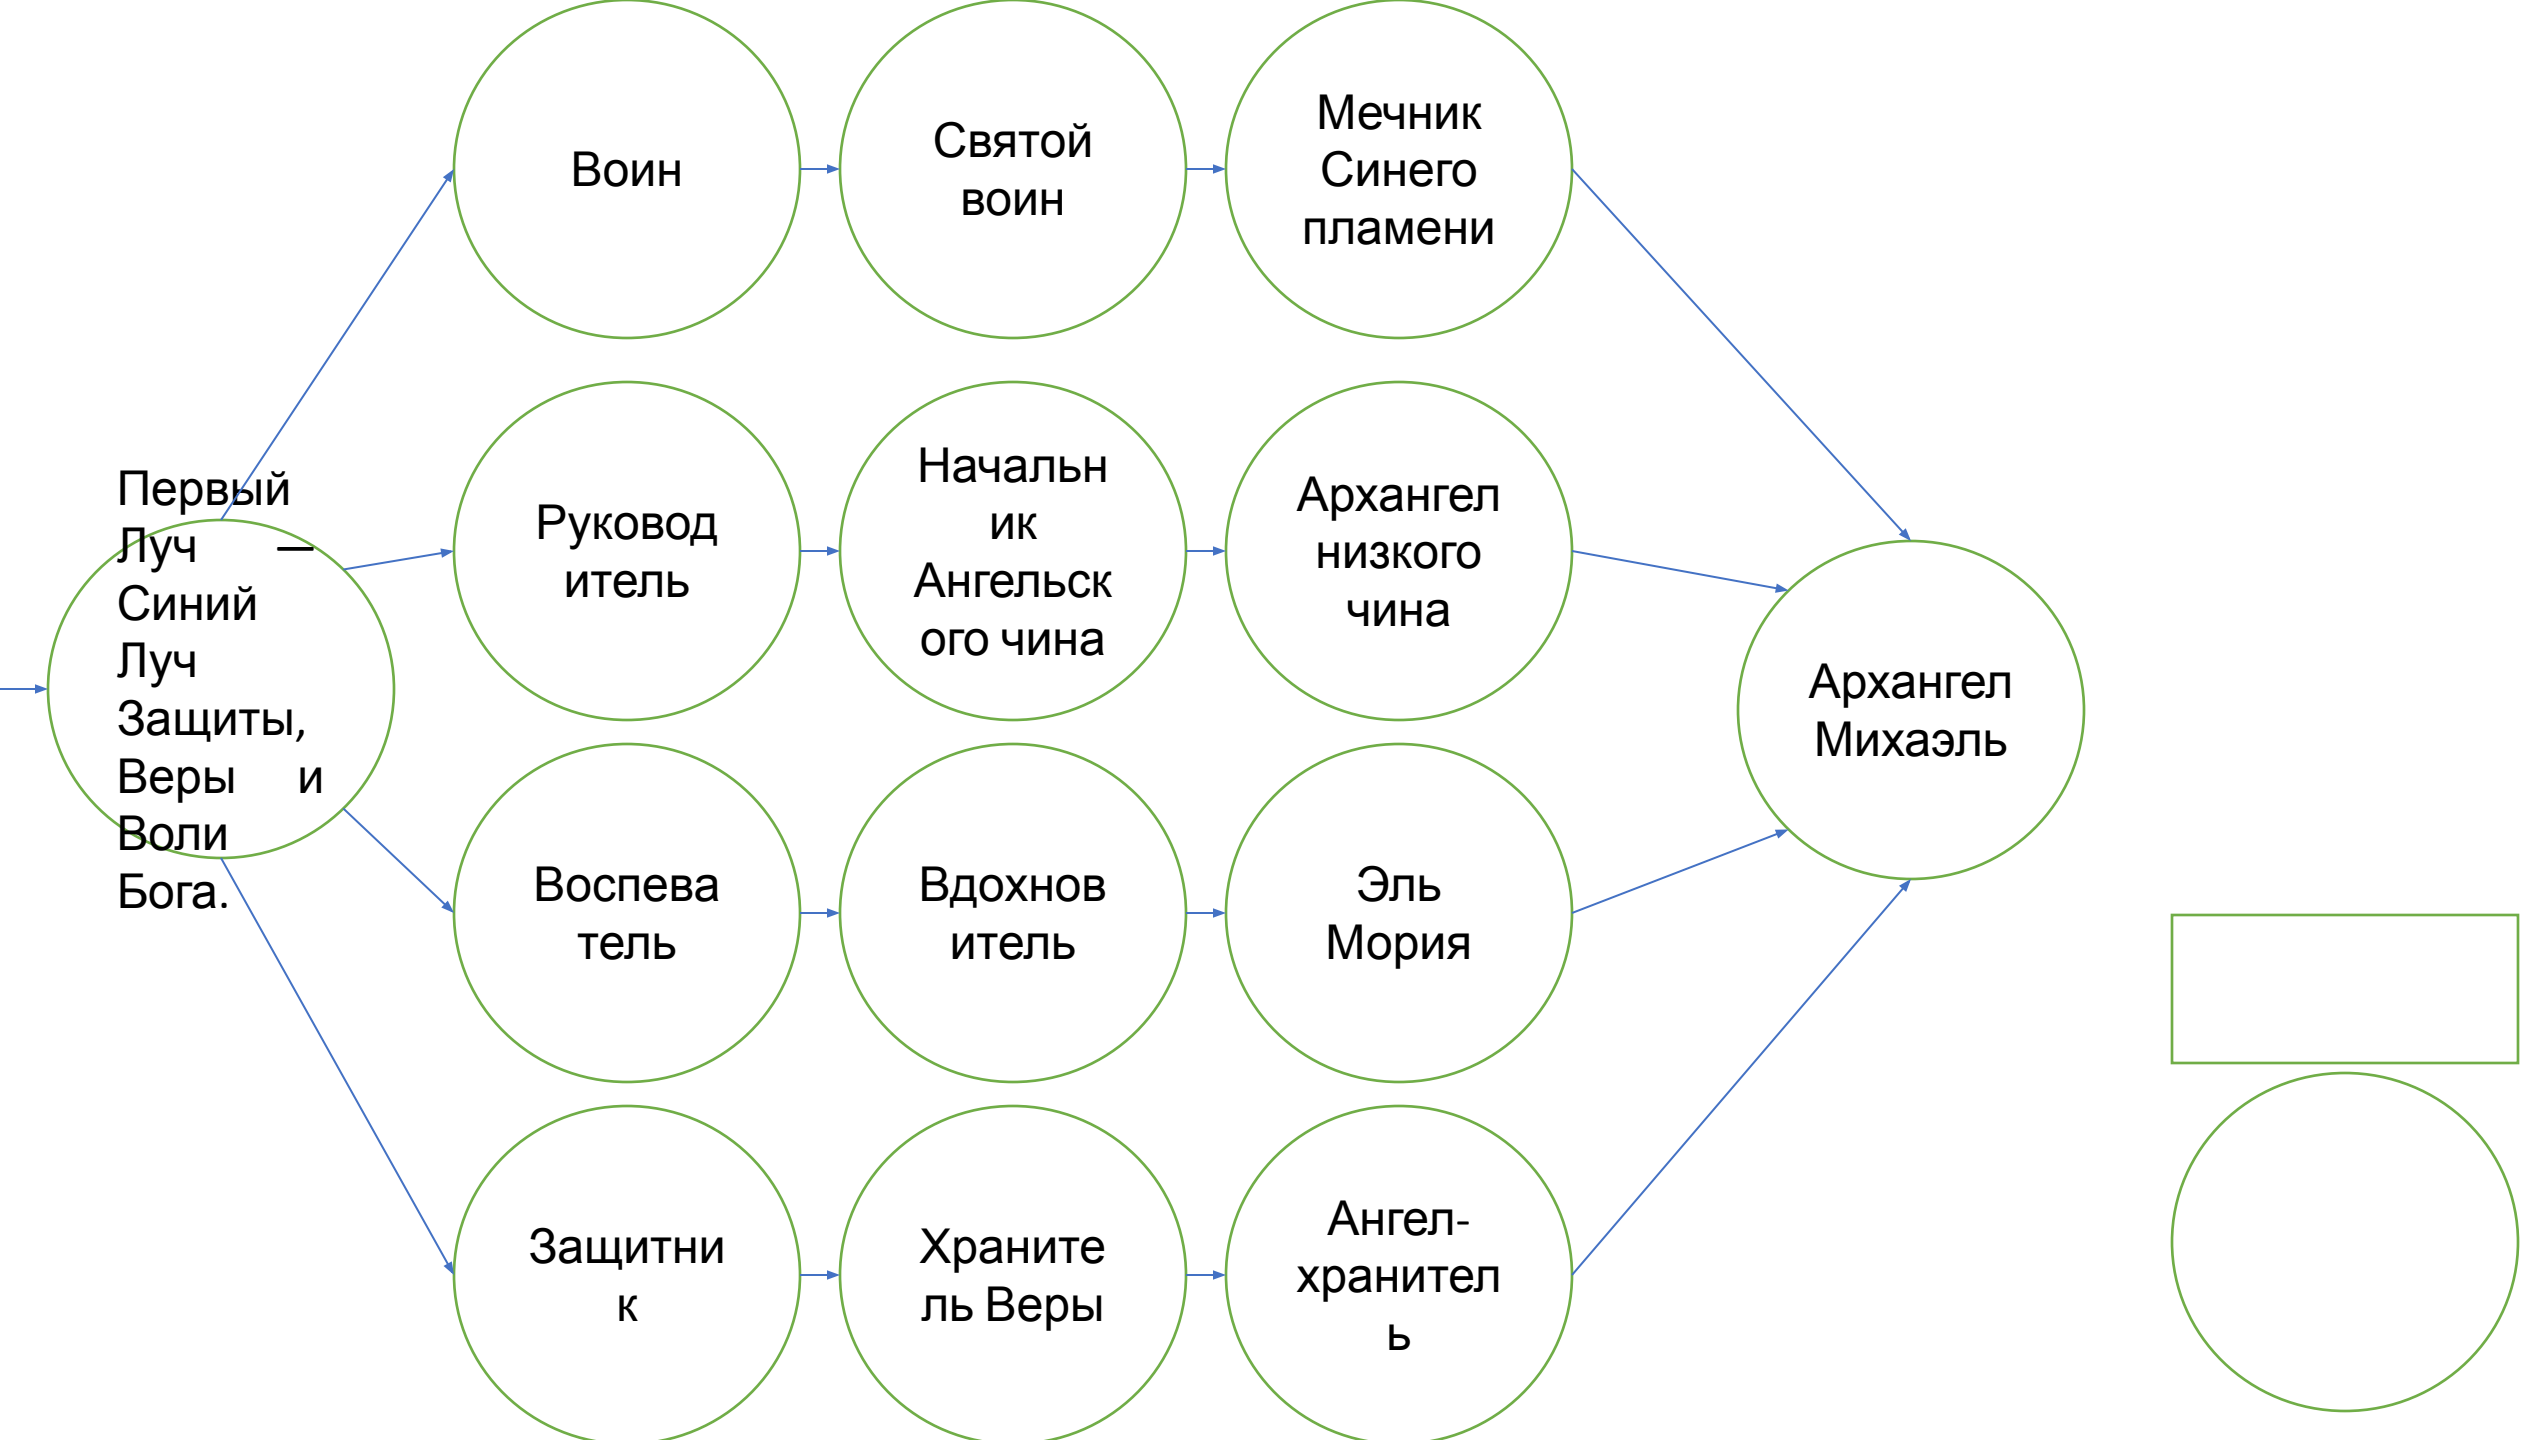 Первый
Луч —
Синий
Луч
Защиты,
Веры и
Воли
Бога.
Воин
Святой
воин
Мечник
Синего
пламени
Руковод
итель
Начальн
ик
Ангельск
ого чина
Архангел
низкого
чина
Воспева
тель
Вдохнов
итель
Эль
Мория
Защитни
к
Храните
ль Веры
Ангел-
хранител
ь
Архангел
Михаэль